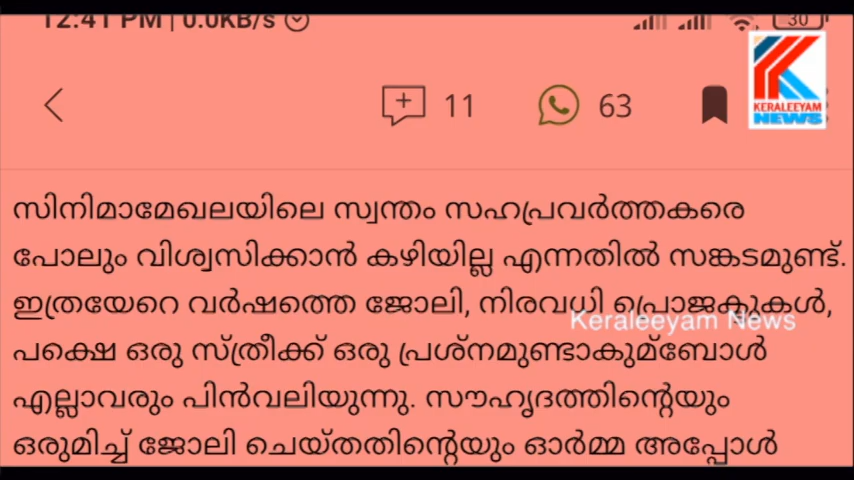 12:41 PM | 0.0KB/s
30
11
63
KERALEEYAM
NEWS
സിനിമാമേഖലയിലെ സ്വന്തം സഹപ്രവർത്തകരെ
പോലും വിശ്വസിക്കാൻ കഴിയില്ല എന്നതിൽ സങ്കടമുണ്ട്.
ഇത്രയേറെ വർഷത്തെ ജോലി, നിരവധി പ്രൊജക്ടുകൾ,
Keraleeyam News
പക്ഷെ ഒരു സ്ത്രീക്ക് ഒരു പ്രശ്നമുണ്ടാകുമ്ബോൾ
എല്ലാവരും പിൻവലിയുന്നു. സൗഹൃദത്തിന്റെയും
ഒരുമിച്ച് ജോലി ചെയ്തതിന്റെയും ഓർമ്മ അപ്പോൾ